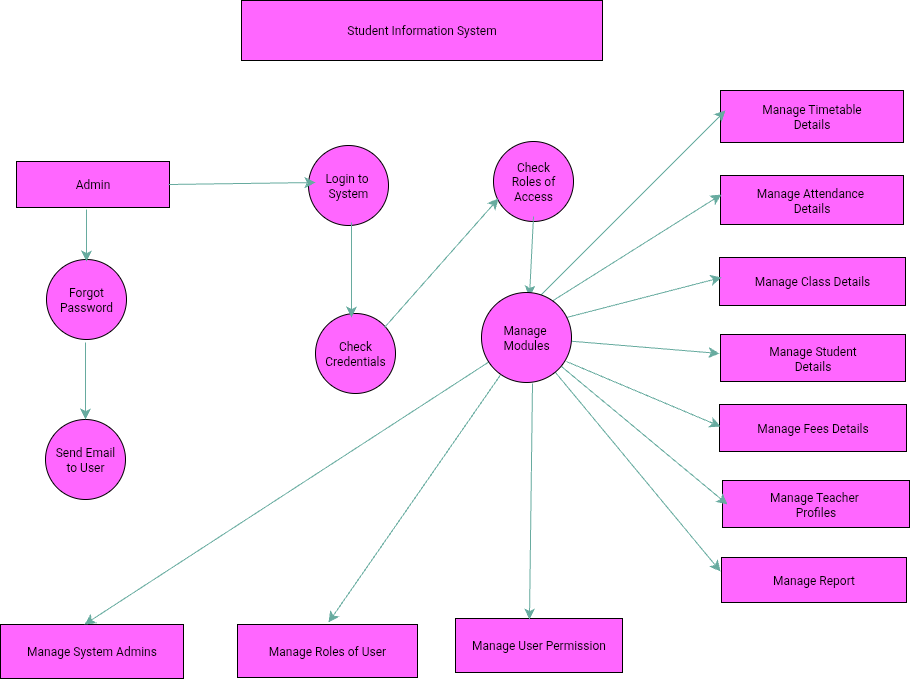 Student Information System
Manage Timetable
Details
Admin
Login to
System
Check
Roles of
Access
Manage Attendance
Details
Manage Class Details
Forgot
Password
Check
Credentials
Manage
Modules
Manage Student
Details
Manage Fees Details
Send Email
to User
Manage Teacher
Profiles
Manage Report
Manage System Admins
Manage Roles of User
Manage User Permission